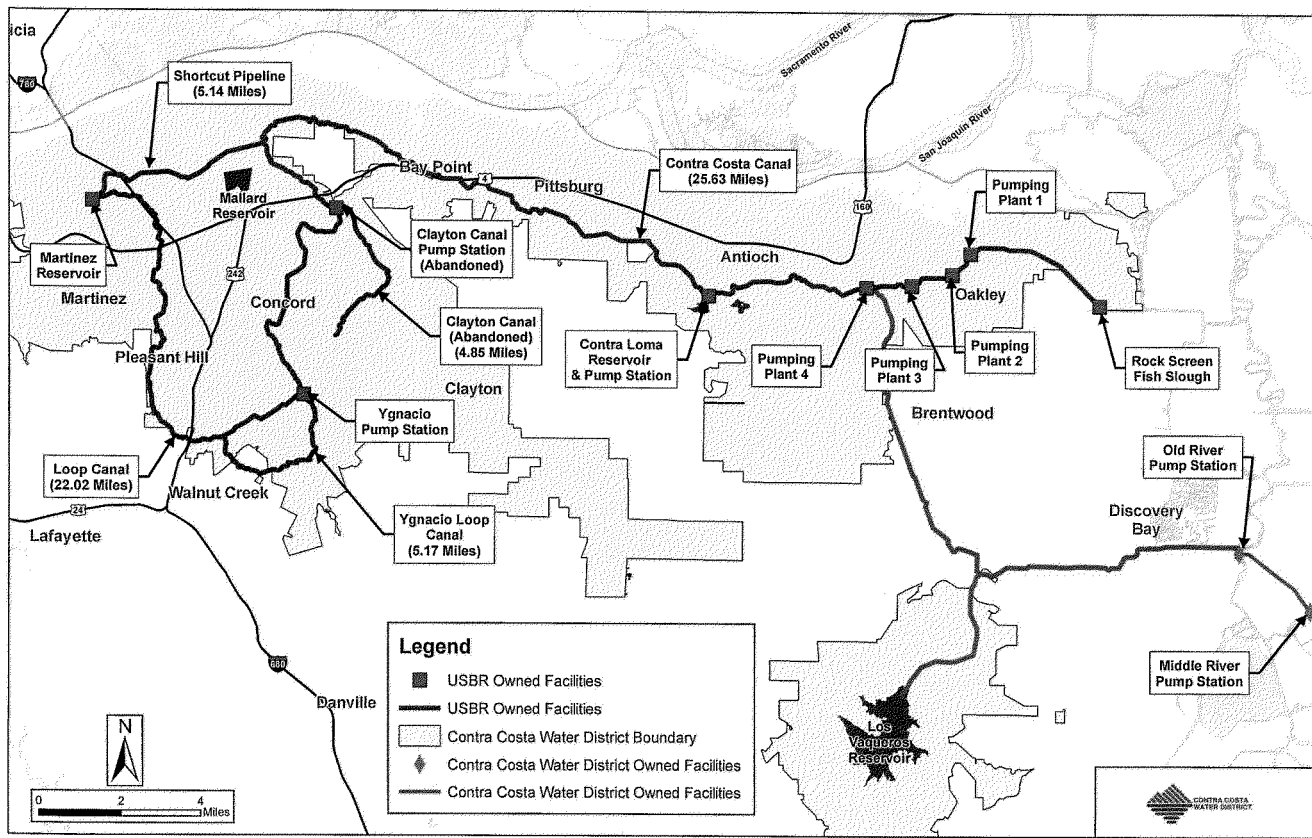 icia
780
Shortcut Pipeline
(5.14 Miles)
Sacramento River
160
San Joaquin River
Contra Costa Canal
(25.63 Miles)
Bay Point
4
Pittsburg
Pumping
Plant 1
Mallard
Reservoir
Martinez
Reservoir
Clayton Canal
Pump Station
(Abandoned)
Antioch
242
Martinez
Concord
Oakley
Clayton Canal
(Abandoned)
(4.85 Miles)
Contra Loma
Reservoir
& Pump Station
Pumping
Plant 4
Pumping
Plant 3
Pumping
Plant 2
Rock Screen
Fish Slough
Pleasant Hill
Clayton
Brentwood
Ygnacio
Pump Station
Loop Canal
(22.02 Miles)
Walnut Creek
Old River
Pump Station
24
Lafayette
Ygnacio Loop
Canal
(5.17 Miles)
Discovery
Bay
680
Danville
Middle River
Pump Station
Los
Vaqueros
Reservoir
Legend
USBR Owned Facilities
USBR Owned Facilities
Contra Costa Water District Boundary
Contra Costa Water District Owned Facilities
Contra Costa Water District Owned Facilities
N
0 2 4
Miles
CONTRA COSTA
WATER DISTRICT